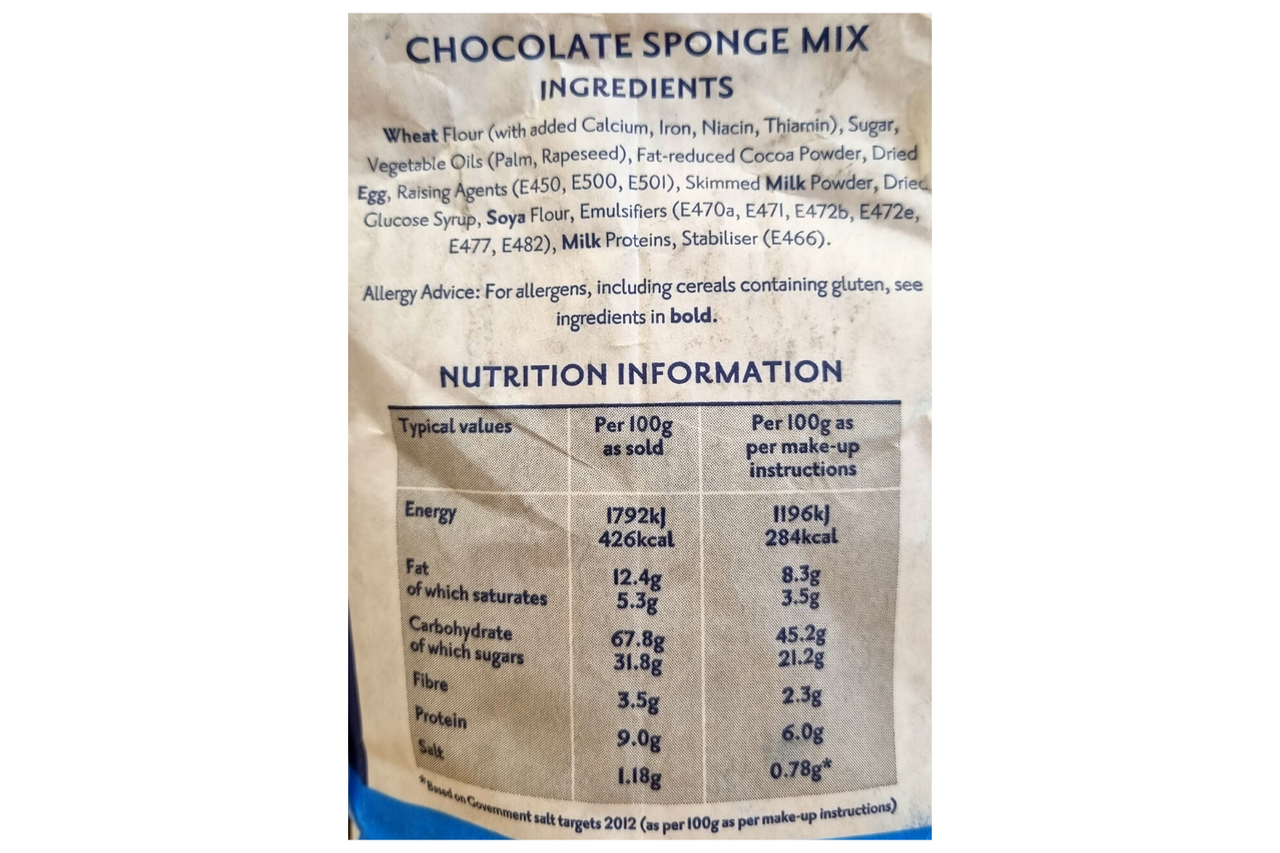 CHOCOLATE SPONGE MIX
INGREDIENTS
Wheat Flour (with added Calcium, Iron, Niacin, Thiamin), Sugar,
Vegetable Oils (Palm, Rapeseed), Fat-reduced Cocoa Powder, Dried
Egg, Raising Agents (E450, E500, E501), Skimmed Milk Powder, Dried
Glucose Syrup, Soya Flour, Emulsifiers (E470a, E471, E472b, E472e,
E477, E482), Milk Proteins, Stabiliser (E466).
Allergy Advice: For allergens, including cereals containing gluten, see
ingredients in bold.
NUTRITION INFORMATION
Typical values Per 100g as sold Per 100g as per make-up instructions
Energy 1792kJ 1196kJ
426kcal 284kcal
Fat 12.4g 8.3g
of which saturates 5.3g 3.5g
Carbohydrate 67.8g 45.2g
of which sugars 31.8g 21.2g
Fibre 3.5g 2.3g
Protein 9.0g 6.0g
Salt 1.18g 0.78g*
*Based on Government salt targets 2012 (as per 100g as per make-up instructions)